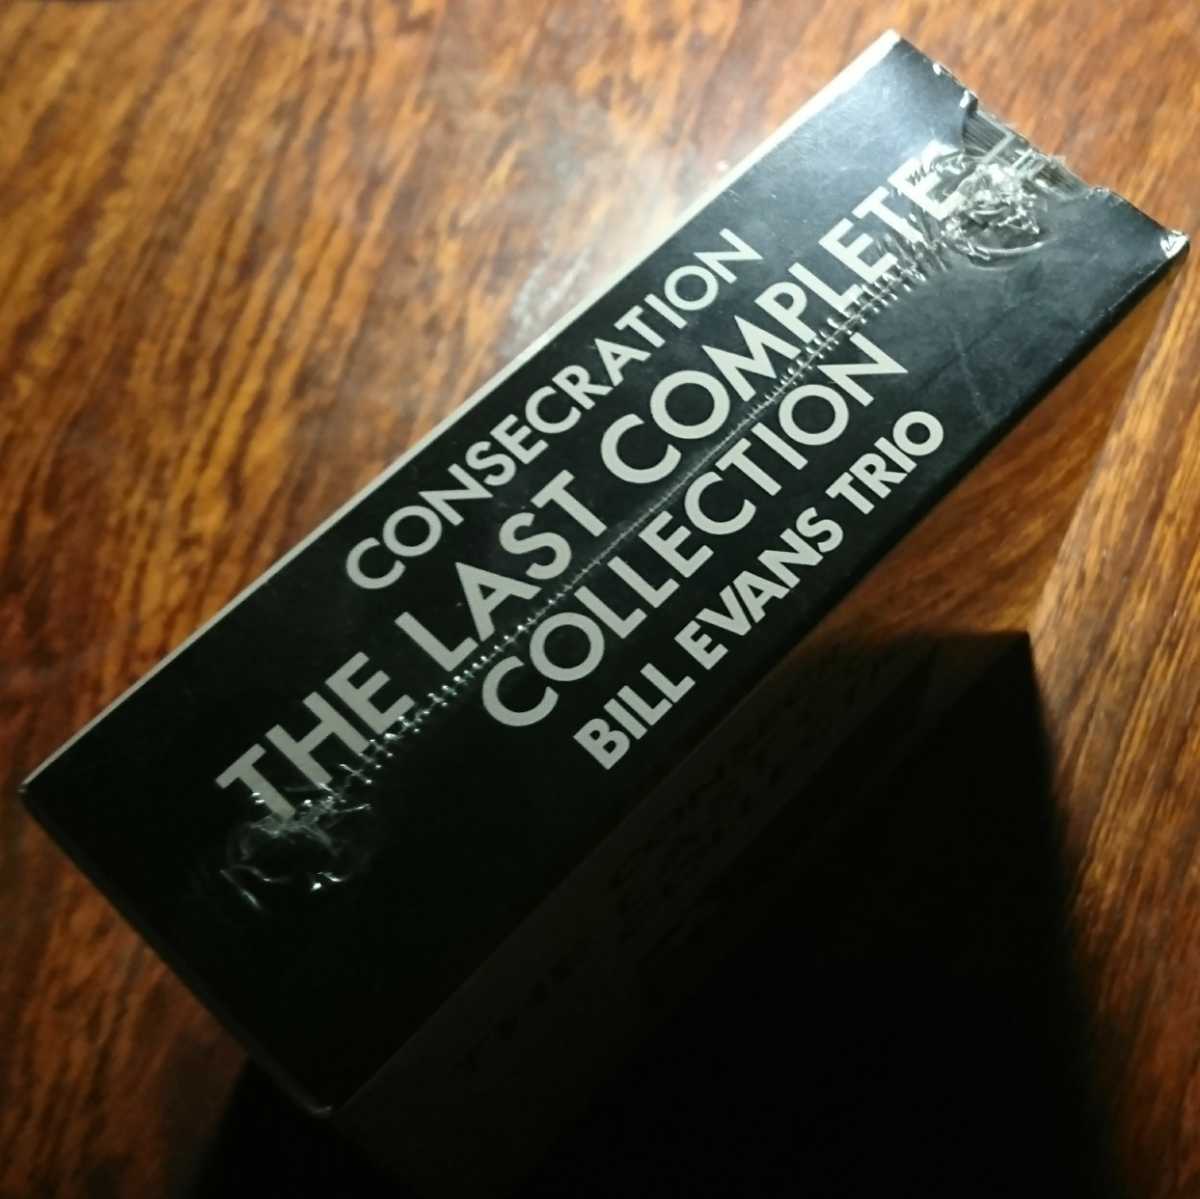 CONSECRATION
THE LAST COMPLETE
COLLECTION
BILL EVANS TRIO